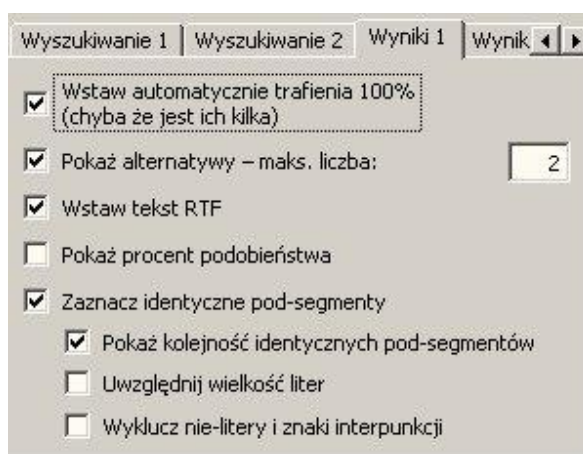 Wyszukiwanie 1 Wyszukiwanie 2 Wyniki 1 Wynik
Wstaw automatycznie trafienia 100%
(chyba że jest ich kilka)
Pokaż alternatywy – maks. liczba: 2
Wstaw tekst RTF
Pokaż procent podobieństwa
Zaznacz identyczne pod-segmenty
Pokaż kolejność identycznych pod-segmentów
Uwzględnij wielkość liter
Wyklucz nie-litery i znaki interpunkcji